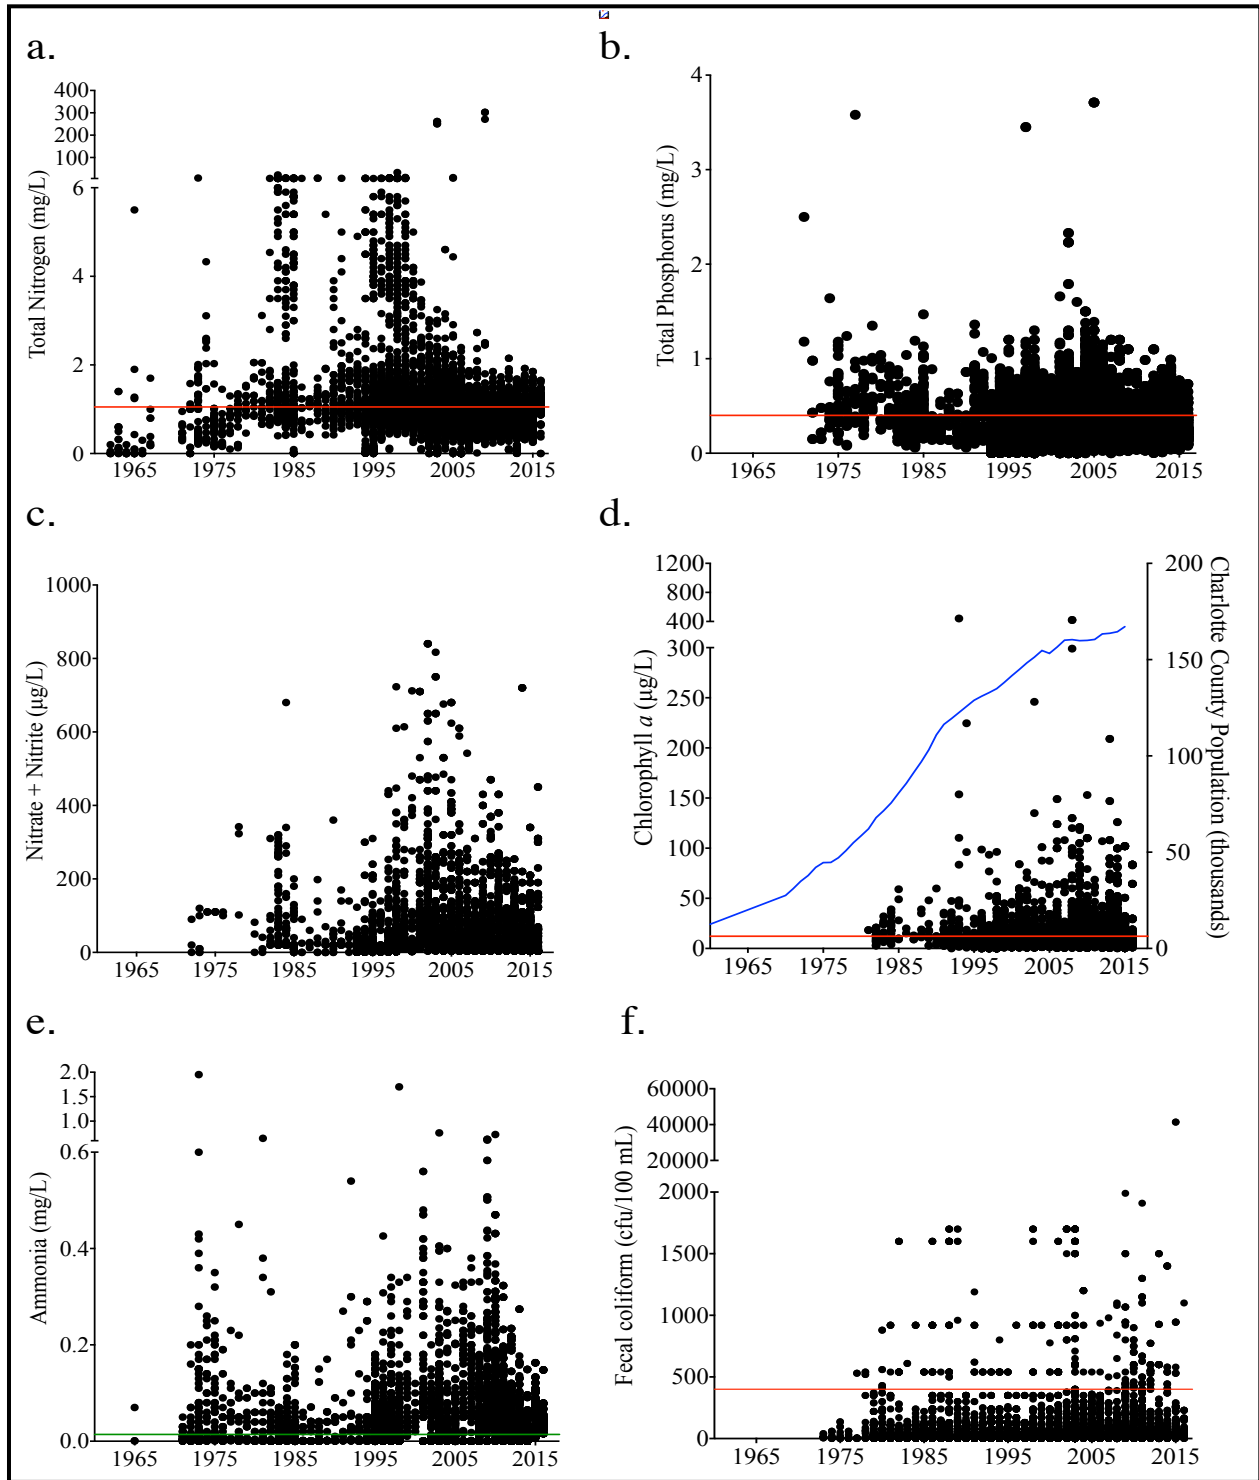 a.
Total Nitrogen (mg/L)
400
300
200
100
6
4
2
0
1965 1975 1985 1995 2005 2015
b.
Total Phosphorus (mg/L)
4
3
2
1
0
1965 1975 1985 1995 2005 2015
c.
Nitrate + Nitrite (µg/L)
1000
800
600
400
200
0
1965 1975 1985 1995 2005 2015
d.
Chlorophyll a (µg/L)
1200
800
400
300
250
200
150
100
50
0
1965 1975 1985 1995 2005 2015
200
150
100
50
0
Charlotte County Population (thousands)
e.
Ammonia (mg/L)
2.0
1.5
1.0
0.6
0.4
0.2
0.0
1965 1975 1985 1995 2005 2015
f.
Fecal coliform (cfu/100 mL)
60000
40000
20000
2000
1500
1000
500
0
1965 1975 1985 1995 2005 2015